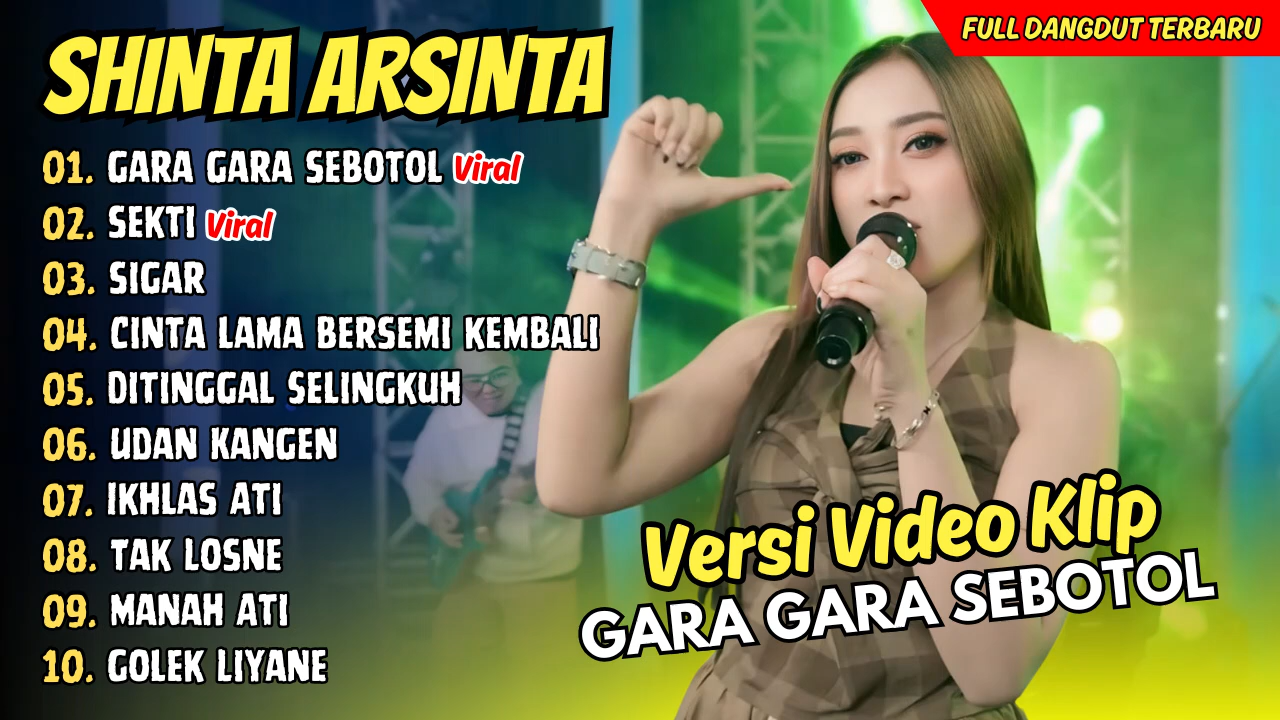 FULL DANGDUT TERBARU
SHINTA ARSINTA
01. GARA GARA SEBOTOL Viral
02. SEKTI Viral
03. SIGAR
04. CINTA LAMA BERSEMI KEMBALI
05. DITINGGAL SELINGKUH
06. UDAN KANGEN
07. IKHLAS ATI
08. TAK LOSNE
09. MANAH ATI
10. GOLEK LIYANE
Versi Video Klip
GARA GARA SEBOTOL